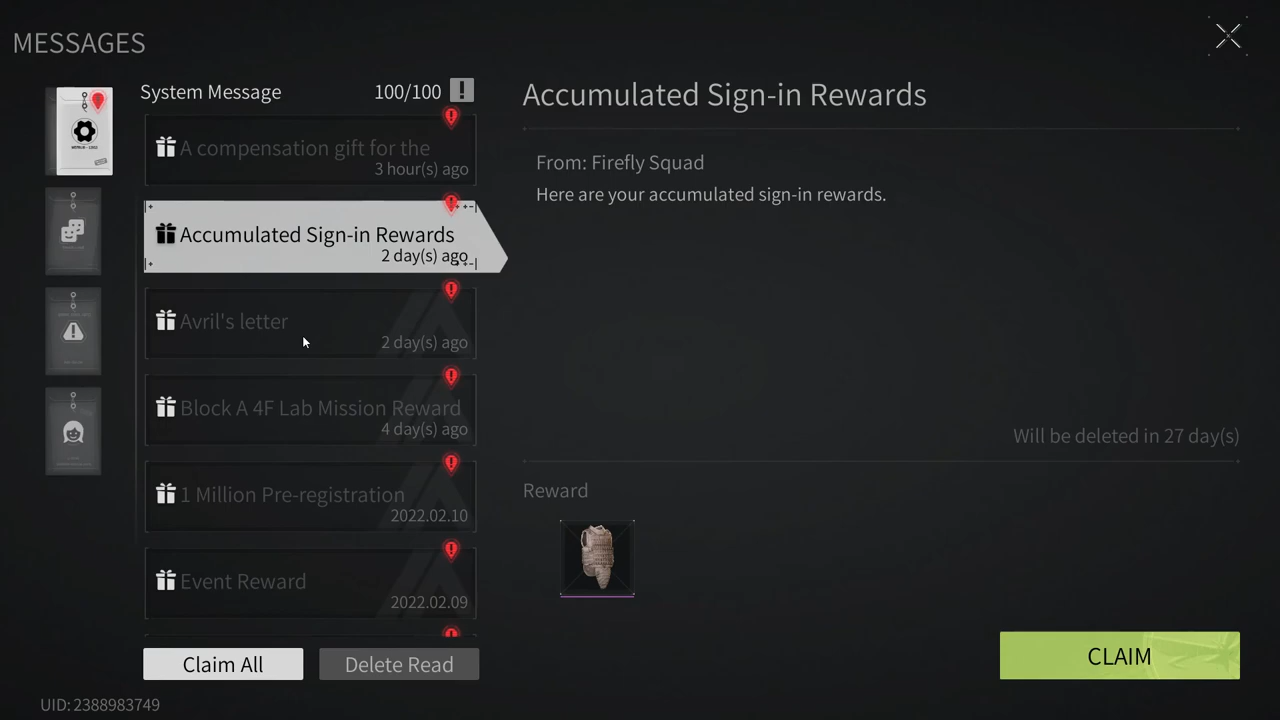 MESSAGES
System Message 100/100
A compensation gift for the
3 hour(s) ago
Accumulated Sign-in Rewards
2 day(s) ago
Avril's letter
2 day(s) ago
Block A 4F Lab Mission Reward
4 day(s) ago
1 Million Pre-registration
2022.02.10
Event Reward
2022.02.09
Claim All
Delete Read
UID: 2388983749
Accumulated Sign-in Rewards
From: Firefly Squad
Here are your accumulated sign-in rewards.
Will be deleted in 27 day(s)
Reward
CLAIM